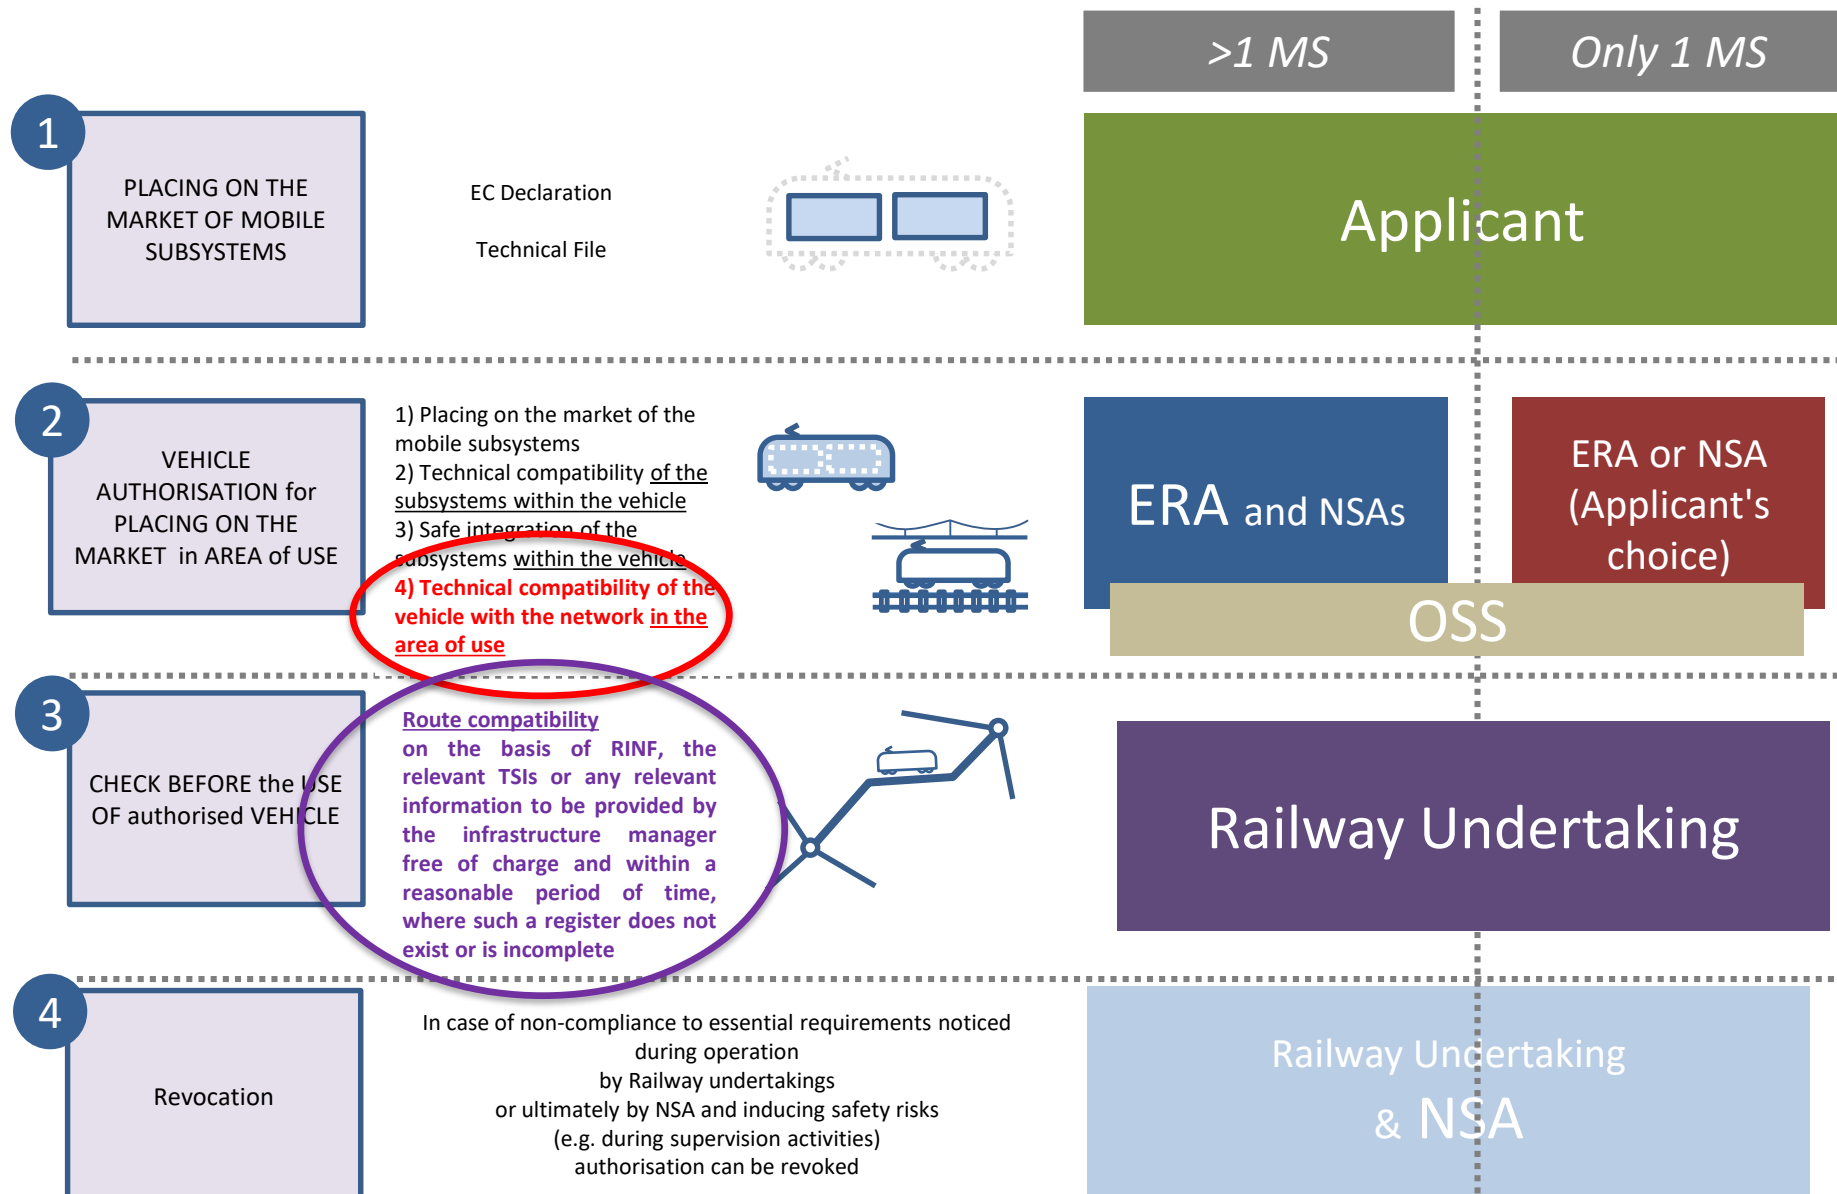 >1 MS
Only 1 MS
1
PLACING ON THE
MARKET OF MOBILE
SUBSYSTEMS
EC Declaration
Technical File
Applicant
2
VEHICLE
AUTHORISATION for
PLACING ON THE
MARKET in AREA of USE
1) Placing on the market of the
mobile subsystems
2) Technical compatibility of the
subsystems within the vehicle
3) Safe integration of the
subsystems within the vehicle
4) Technical compatibility of the
vehicle with the network in the
area of use
ERA and NSAs
ERA or NSA
(Applicant's
choice)
OSS
3
CHECK BEFORE the USE
OF authorised VEHICLE
Route compatibility
on the basis of RINF, the
relevant TSIs or any relevant
information to be provided by
the infrastructure manager
free of charge and within a
reasonable period of time,
where such a register does not
exist or is incomplete
Railway Undertaking
4
Revocation
In case of non-compliance to essential requirements noticed
during operation
by Railway undertakings
or ultimately by NSA and inducing safety risks
(e.g. during supervision activities)
authorisation can be revoked
Railway Undertaking
& NSA